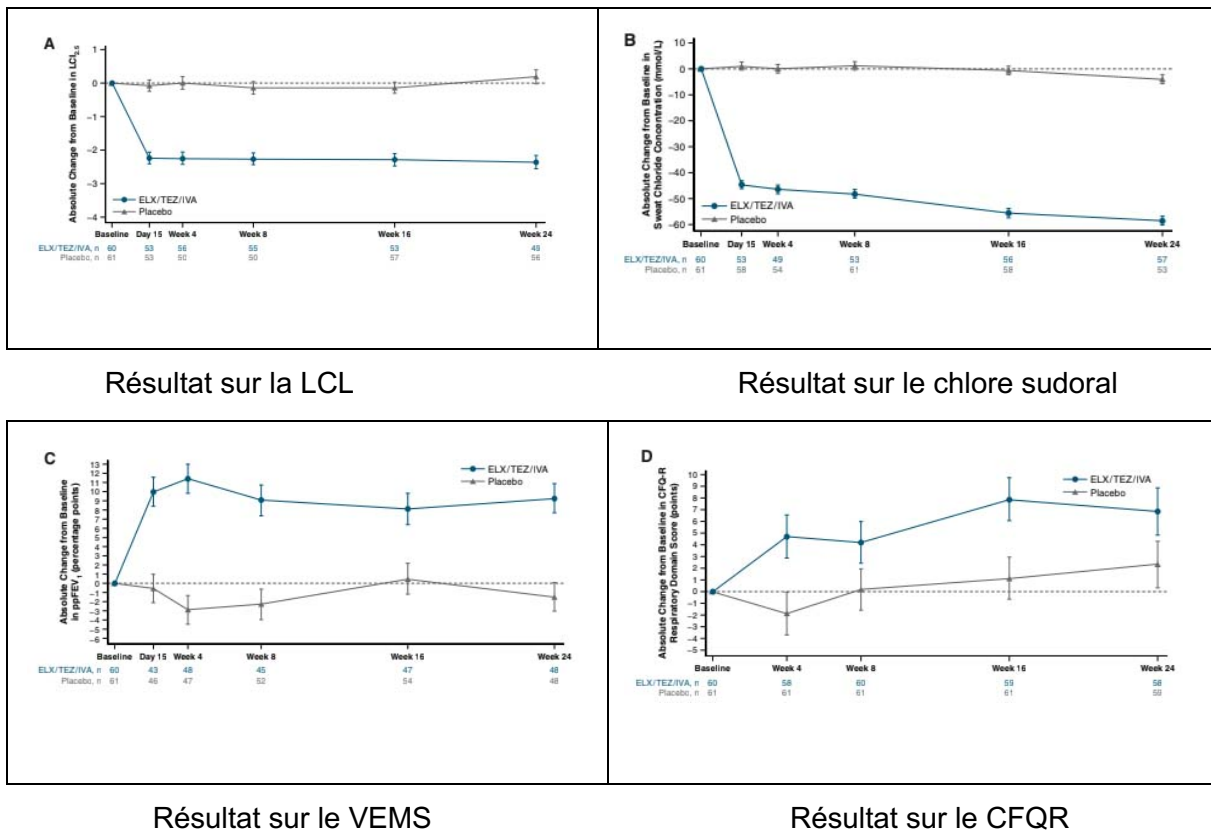 A
Absolute Change from Baseline in LCI2.5
1
0
−1
−2
−3
−4
ELX/TEZ/IVA
Placebo
Baseline Day 15 Week 4 Week 8 Week 16 Week 24
ELX/TEZ/IVA, n 60 53 56 55 53 49
Placebo, n 61 53 50 50 57 56
B
Absolute Change from Baseline in
Sweat Chloride Concentration (mmol/L)
10
0
−10
−20
−30
−40
−50
−60
ELX/TEZ/IVA
Placebo
Baseline Day 15 Week 4 Week 8 Week 16 Week 24
ELX/TEZ/IVA, n 60 53 49 53 56 57
Placebo, n 61 58 54 61 58 53
Résultat sur la LCL
Résultat sur le chlore sudoral
C
Absolute Change from Baseline
in ppFEV1 (percentage points)
13
12
11
10
9
8
7
6
5
4
3
2
1
0
−1
−2
−3
−4
−5
−6
ELX/TEZ/IVA
Placebo
Baseline Day 15 Week 4 Week 8 Week 16 Week 24
ELX/TEZ/IVA, n 60 43 48 45 47 48
Placebo, n 61 46 47 52 54 48
D
Absolute Change from Baseline in CFQ-R
Respiratory Domain Score (points)
10
9
8
7
6
5
4
3
2
1
0
−1
−2
−3
−4
−5
ELX/TEZ/IVA
Placebo
Baseline Week 4 Week 8 Week 16 Week 24
ELX/TEZ/IVA, n 60 58 60 59 58
Placebo, n 61 61 61 61 59
Résultat sur le VEMS
Résultat sur le CFQR